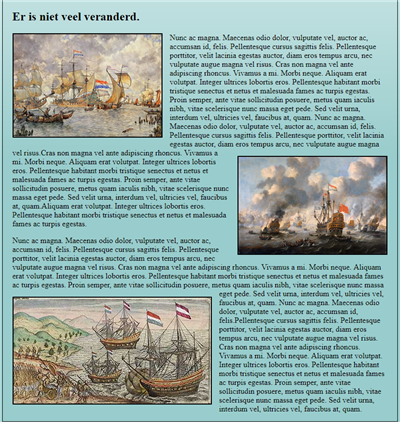 Er is niet veel veranderd.
Nunc ac magna. Maecenas odio dolor, vulputate vel, auctor ac,
accumsan id, felis. Pellentesque cursus sagittis felis. Pellentesque
porttitor, velit lacinia egestas auctor, diam eros tempus arcu, nec
vulputate augue magna vel risus. Cras non magna vel ante
adipiscing rhoncus. Vivamus a mi. Morbi neque. Aliquam erat
volutpat. Integer ultrices lobortis eros. Pellentesque habitant morbi
tristique senectus et netus et malesuada fames ac turpis egestas.
Proin semper, ante vitae sollicitudin posuere, metus quam iaculis
nibh, vitae scelerisque nunc massa eget pede. Sed velit urna,
interdum vel, ultricies vel, faucibus at, quam. Nunc ac magna.
Maecenas odio dolor, vulputate vel, auctor ac, accumsan id, felis.
Pellentesque cursus sagittis felis. Pellentesque porttitor, velit lacinia
egestas auctor, diam eros tempus arcu, nec vulputate augue magna
vel risus.Cras non magna vel ante adipiscing rhoncus. Vivamus a
mi. Morbi neque. Aliquam erat volutpat. Integer ultrices lobortis
eros. Pellentesque habitant morbi tristique senectus et netus et
malesuada fames ac turpis egestas. Proin semper, ante vitae
sollicitudin posuere, metus quam iaculis nibh, vitae scelerisque nunc
massa eget pede. Sed velit urna, interdum vel, ultricies vel, faucibus
at, quam.Aliquam erat volutpat. Integer ultrices lobortis eros.
Pellentesque habitant morbi tristique senectus et netus et malesuada
fames ac turpis egestas.
Nunc ac magna. Maecenas odio dolor, vulputate vel, auctor ac,
accumsan id, felis. Pellentesque cursus sagittis felis. Pellentesque
porttitor, velit lacinia egestas auctor, diam eros tempus arcu, nec
vulputate augue magna vel risus. Cras non magna vel ante adipiscing rhoncus. Vivamus a mi. Morbi neque. Aliquam
erat volutpat. Integer ultrices lobortis eros. Pellentesque habitant morbi tristique senectus et netus et malesuada fames
ac turpis egestas. Proin semper, ante vitae sollicitudin posuere, metus quam iaculis nibh, vitae scelerisque nunc massa
eget pede. Sed velit urna, interdum vel, ultricies vel,
faucibus at, quam. Nunc ac magna. Maecenas odio
dolor, vulputate vel, auctor ac, accumsan id,
felis.Pellentesque cursus sagittis felis. Pellentesque
porttitor, velit lacinia egestas auctor, diam eros
tempus arcu, nec vulputate augue magna vel risus.
Cras non magna vel ante adipiscing rhoncus.
Vivamus a mi. Morbi neque. Aliquam erat volutpat.
Integer ultrices lobortis eros. Pellentesque habitant
morbi tristique senectus et netus et malesuada fames
ac turpis egestas. Proin semper, ante vitae
sollicitudin posuere, metus quam iaculis nibh, vitae
scelerisque nunc massa eget pede. Sed velit urna,
interdum vel, ultricies vel, faucibus at, quam.